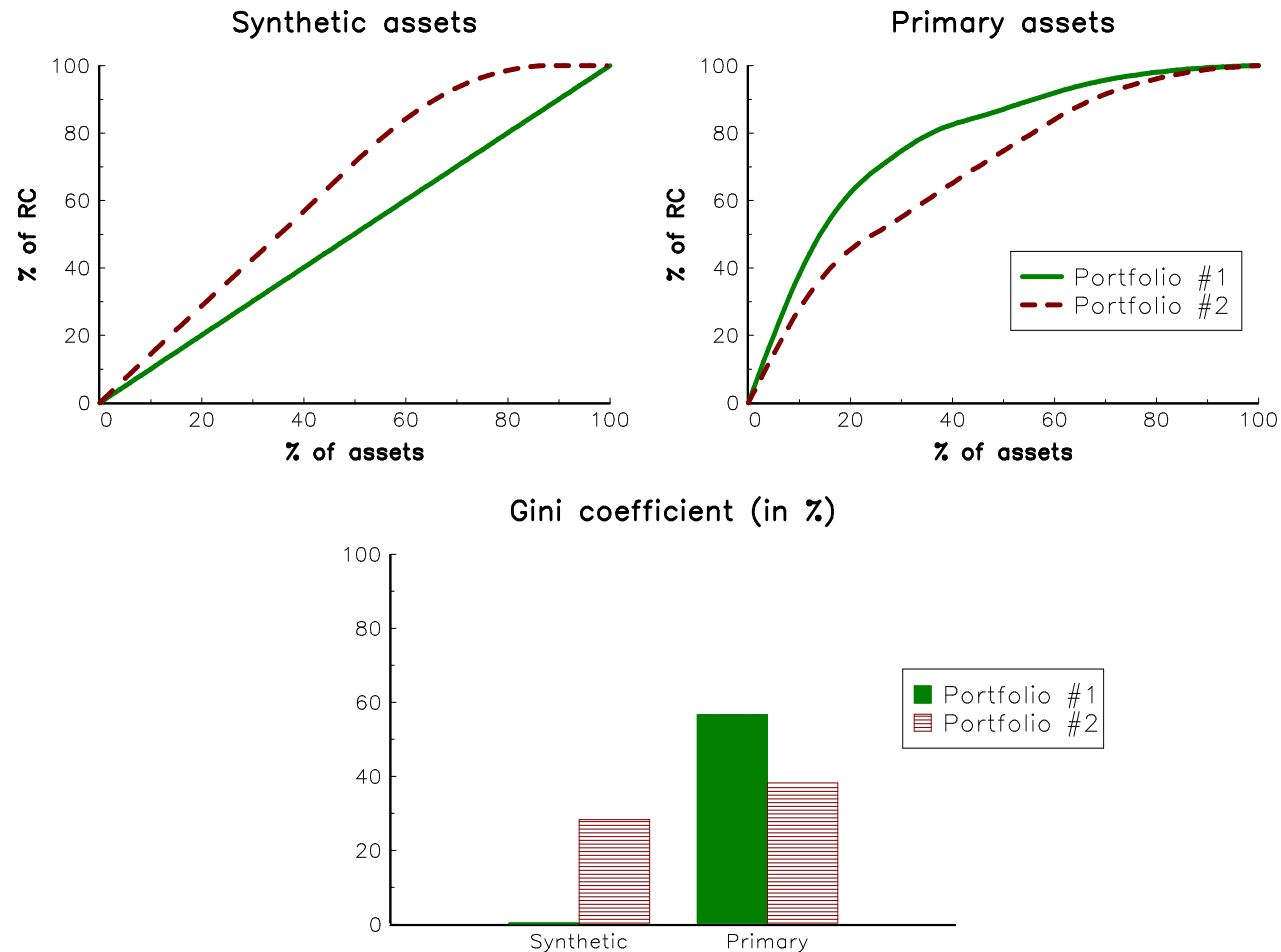 Synthetic assets
% of RC
100
80
60
40
20
0
0 20 40 60 80 100
% of assets
Primary assets
% of RC
100
80
60
40
20
0
0 20 40 60 80 100
% of assets
Portfolio #1
Portfolio #2
Gini coefficient (in %)
100
80
60
40
20
0
Synthetic Primary
Portfolio #1
Portfolio #2